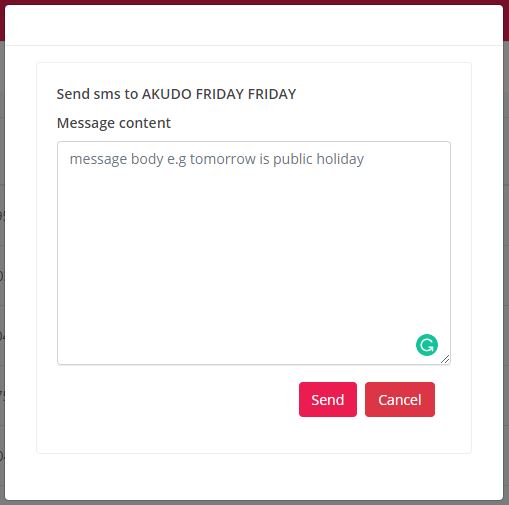 Send sms to AKUDO FRIDAY FRIDAY
Message content
message body e.g tomorrow is public holiday
Send Cancel